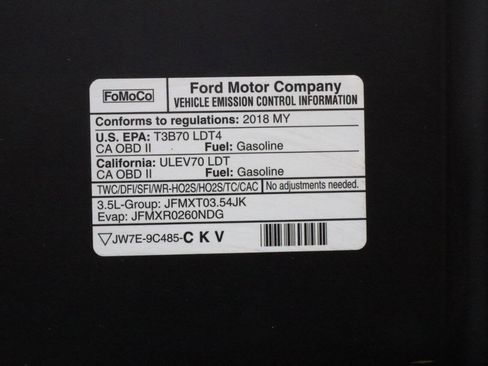 FoMoCo
Ford Motor Company
VEHICLE EMISSION CONTROL INFORMATION
Conforms to regulations: 2018 MY
U.S. EPA: T3B70 LDT4
CA OBD II Fuel: Gasoline
California: ULEV70 LDT
CA OBD II Fuel: Gasoline
TWC/DFI/SFI/WR-HO2S/HO2S/TC/CAC No adjustments needed.
3.5L-Group: JFMXT03.54JK
Evap: JFMXR0260NDG
JW7E-9C485-CKV